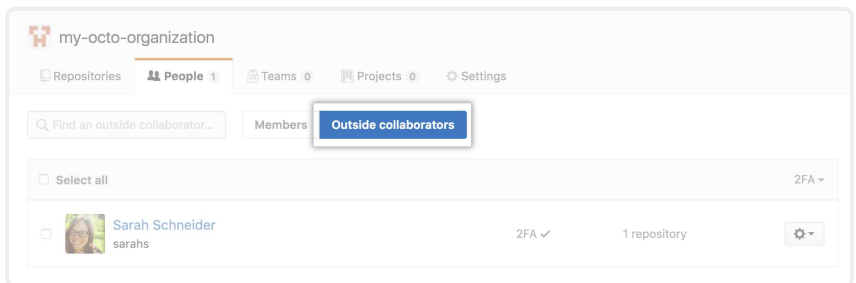 my-octo-organization
Repositories People 1 Teams 0 Projects 0 Settings
Find an outside collaborator... Members Outside collaborators
Select all 2FA
Sarah Schneider
sarahs 2FA 1 repository